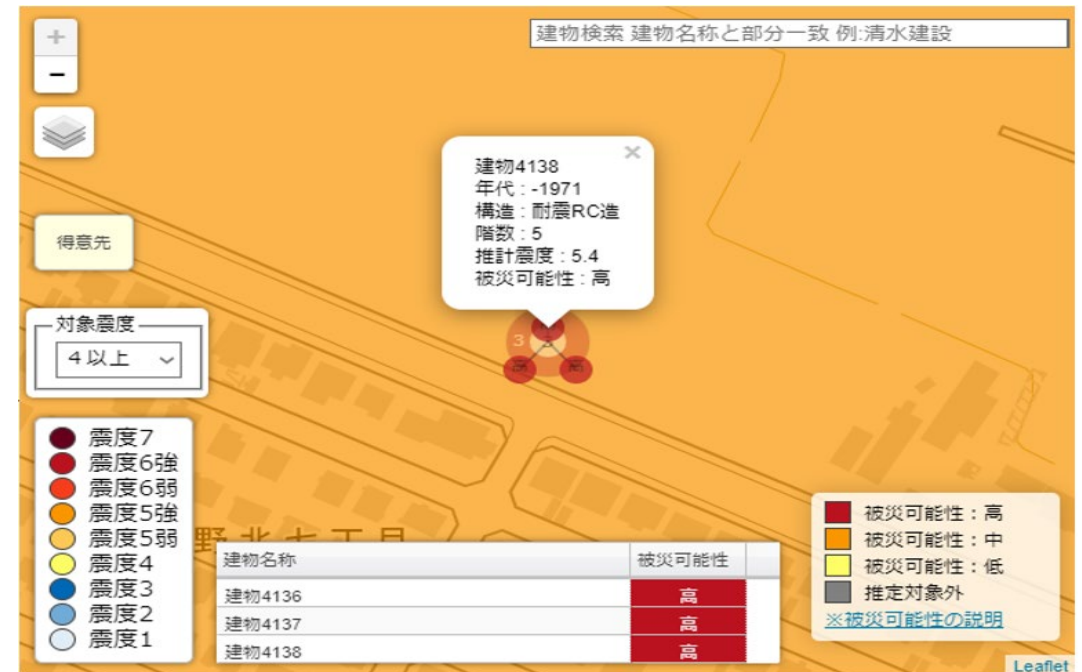 +
−
建物検索 建物名称と部分一致 例:清水建設
×
建物4138
年代 : -1971
構造 : 耐震RC造
階数 : 5
推計震度 : 5.4
被災可能性 : 高
得意先
対象震度
4 以上
3
高
高
震度7
震度6強
震度6弱
震度5強
震度5弱
震度4
震度3
震度2
震度1
野北七丁目
建物名称 被災可能性
建物4136 高
建物4137 高
建物4138 高
被災可能性 : 高
被災可能性 : 中
被災可能性 : 低
推定対象外
※被災可能性の説明
Leaflet